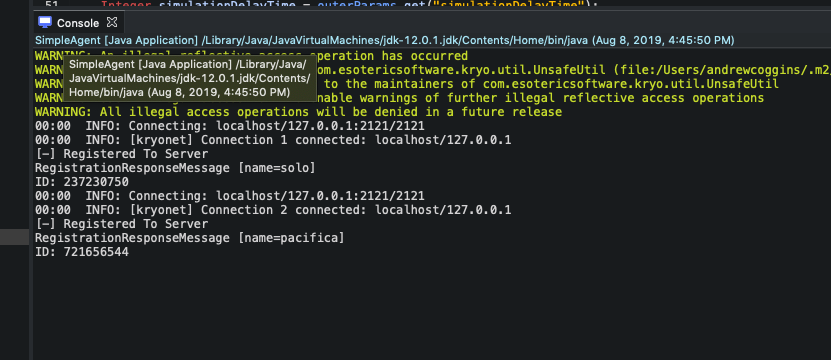 51 Integer simulationDelayTime = outerParams.get("simulationDelayTime");
Console
SimpleAgent [Java Application] /Library/Java/JavaVirtualMachines/jdk-12.0.1.jdk/Contents/Home/bin/java (Aug 8, 2019, 4:45:50 PM)
WARNING: An illegal reflective access operation has occurred
WARN
om.esotericsoftware.kryo.util.UnsafeUtil (file:/Users/andrewcoggins/.m2/
WARN
to the maintainers of com.esotericsoftware.kryo.util.UnsafeUtil
WARN
nable warnings of further illegal reflective access operations
SimpleAgent [Java Application] /Library/Java/
JavaVirtualMachines/jdk-12.0.1.jdk/Contents/
Home/bin/java (Aug 8, 2019, 4:45:50 PM)
WARNING: All illegal access operations will be denied in a future release
00:00  INFO: Connecting: localhost/127.0.0.1:2121/2121
00:00  INFO: [kryonet] Connection 1 connected: localhost/127.0.0.1
[-] Registered To Server
RegistrationResponseMessage [name=solo]
ID: 237230750
00:00  INFO: Connecting: localhost/127.0.0.1:2121/2121
00:00  INFO: [kryonet] Connection 2 connected: localhost/127.0.0.1
[-] Registered To Server
RegistrationResponseMessage [name=pacifica]
ID: 721656544